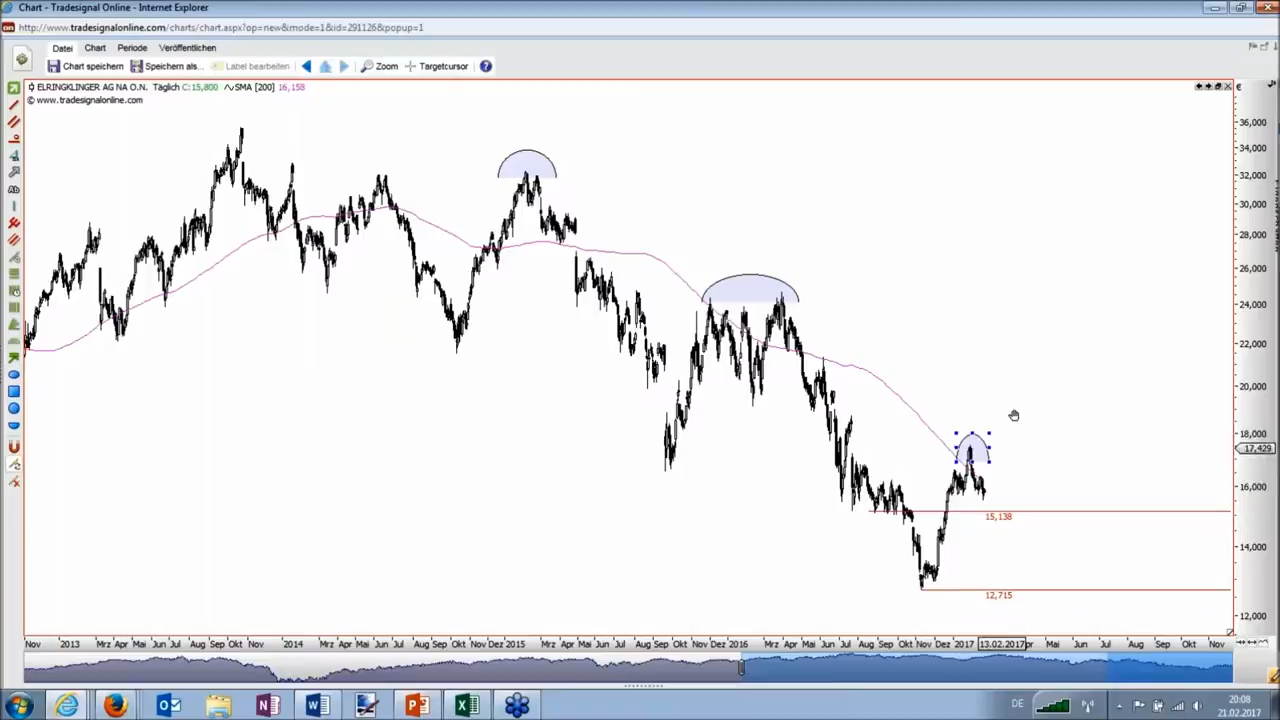 Chart - Tradesignal Online - Internet Explorer
http://www.tradesignalonline.com/charts/chart.aspx?op=new&mode=1&id=291126&popup=1
Datei Chart Periode Veröffentlichen
Chart speichern Speichern als... Label bearbeiten Zoom Targetcursor
ELRINGKLINGER AG NA O.N. Täglich C:15,800 SMA [200] 16,158
© www.tradesignalonline.com
€
36,000
34,000
32,000
30,000
28,000
26,000
24,000
22,000
20,000
18,000
17,429
16,000
15,138
14,000
12,715
12,000
Nov 2013 Mrz Apr Mai Jun Jul Aug Sep Okt Nov 2014 Mrz Apr Mai Jun Jul Aug Sep Okt Nov Dez 2015 Mrz Apr Mai Jun Jul Aug Sep Okt Nov Dez 2016 Mrz Apr Mai Jun Jul Aug Sep Okt Nov Dez 2017 13.02.2017 pr Mai Jun Jul Aug Sep Okt Nov
DE
20:08
21.02.2017